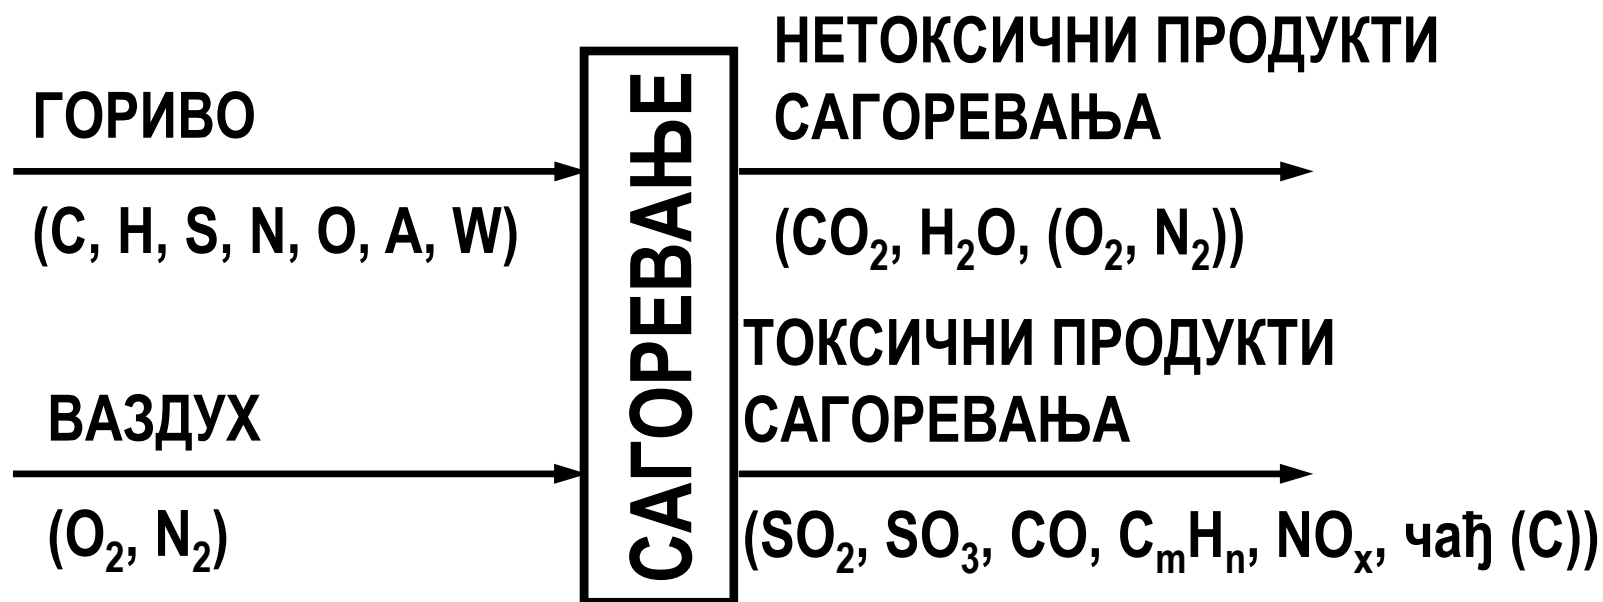 ГОРИВО
(C, H, S, N, O, A, W)
ВАЗДУХ
(O₂, N₂)
САГОРЕВАЊЕ
НЕТОКСИЧНИ ПРОДУКТИ
САГОРЕВАЊА
(CO₂, H₂O, (O₂, N₂))
ТОКСИЧНИ ПРОДУКТИ
САГОРЕВАЊА
(SO₂, SO₃, CO, CₘHₙ, NOₓ, чађ (C))